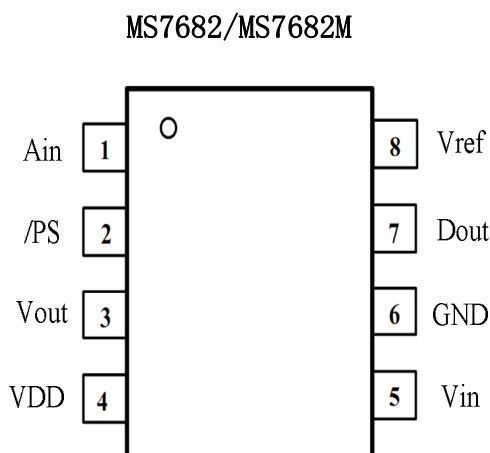 MS7682/MS7682M
Ain 1 8 Vref
/PS 2 7 Dout
Vout 3 6 GND
VDD 4 5 Vin